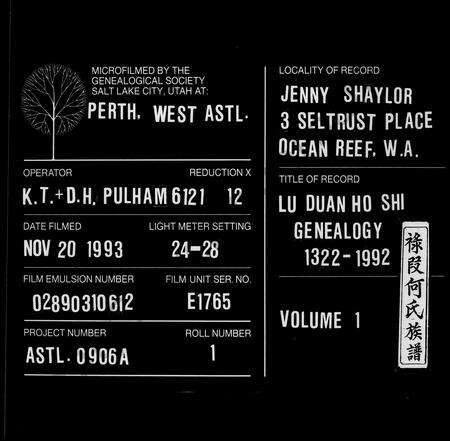 MICROFILMED BY THE
GENEALOGICAL SOCIETY
SALT LAKE CITY, UTAH AT:
PERTH, WEST ASTL.
OPERATOR
REDUCTION X
K.T.+D.H. PULHAM 6121 12
DATE FILMED
LIGHT METER SETTING
NOV 20 1993
24-28
FILM EMULSION NUMBER
FILM UNIT SER. NO.
02890310612
E1765
PROJECT NUMBER
ROLL NUMBER
ASTL. 0906A
1
LOCALITY OF RECORD
JENNY SHAYLOR
3 SELTRUST PLACE
OCEAN REEF, W.A.
TITLE OF RECORD
LU DUAN HO SHI
GENEALOGY
1322-1992
VOLUME 1
祿段何氏族譜